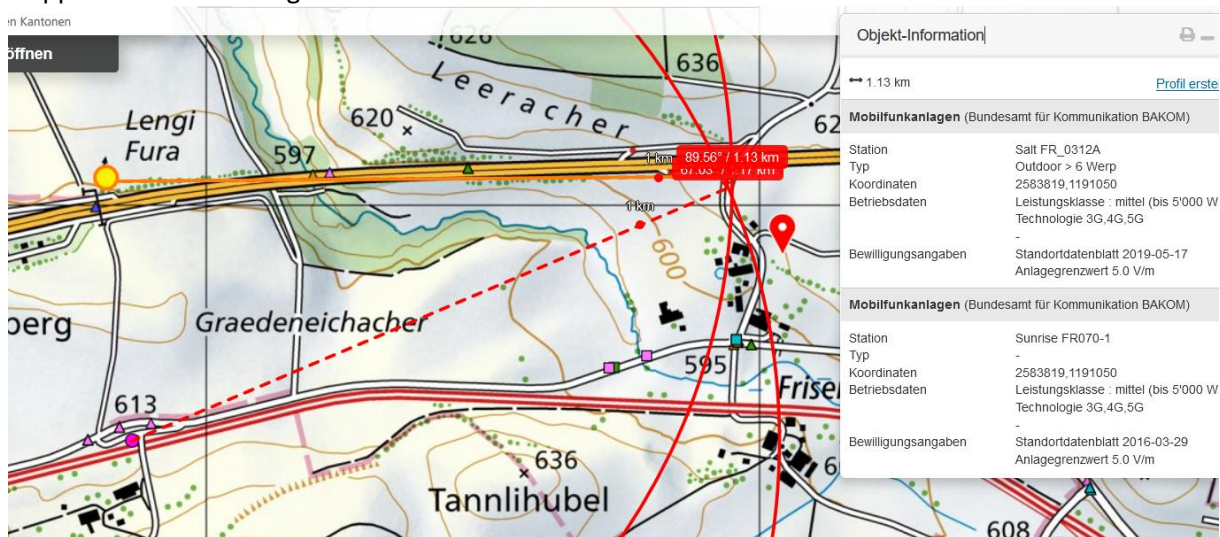 en Kantonen
öffnen
Objekt-Information
1.13 km
Profil erste
Mobilfunkanlagen (Bundesamt für Kommunikation BAKOM)
Station Salt FR_0312A
Typ Outdoor > 6 Werp
Koordinaten 2583819,1191050
Betriebsdaten Leistungsklasse : mittel (bis 5'000 W
Technologie 3G,4G,5G
-
Bewilligungsangaben Standortdatenblatt 2019-05-17
Anlagegrenzwert 5.0 V/m
Mobilfunkanlagen (Bundesamt für Kommunikation BAKOM)
Station Sunrise FR070-1
Typ -
Koordinaten 2583819,1191050
Betriebsdaten Leistungsklasse : mittel (bis 5'000 W
Technologie 3G,4G,5G
-
Bewilligungsangaben Standortdatenblatt 2016-03-29
Anlagegrenzwert 5.0 V/m
626
636
Leeracher
Lengi
Fura
620
62
597
1 km
89.56° / 1.13 km
1 km
600
berg
Graedeneichacher
595
Frise
613
636
6
Tannlihubel
608